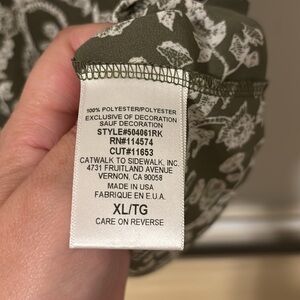 100% POLYESTER/POLYESTER
EXCLUSIVE OF DECORATION
SAUF DECORATION
STYLE#504061RK
RN#114574
CUT#11653
CATWALK TO SIDEWALK, INC.
4731 FRUITLAND AVENUE
VERNON, CA 90058
MADE IN U.S.A
FABRIQUE EN E.U.A.
XL/TG
CARE ON REVERSE